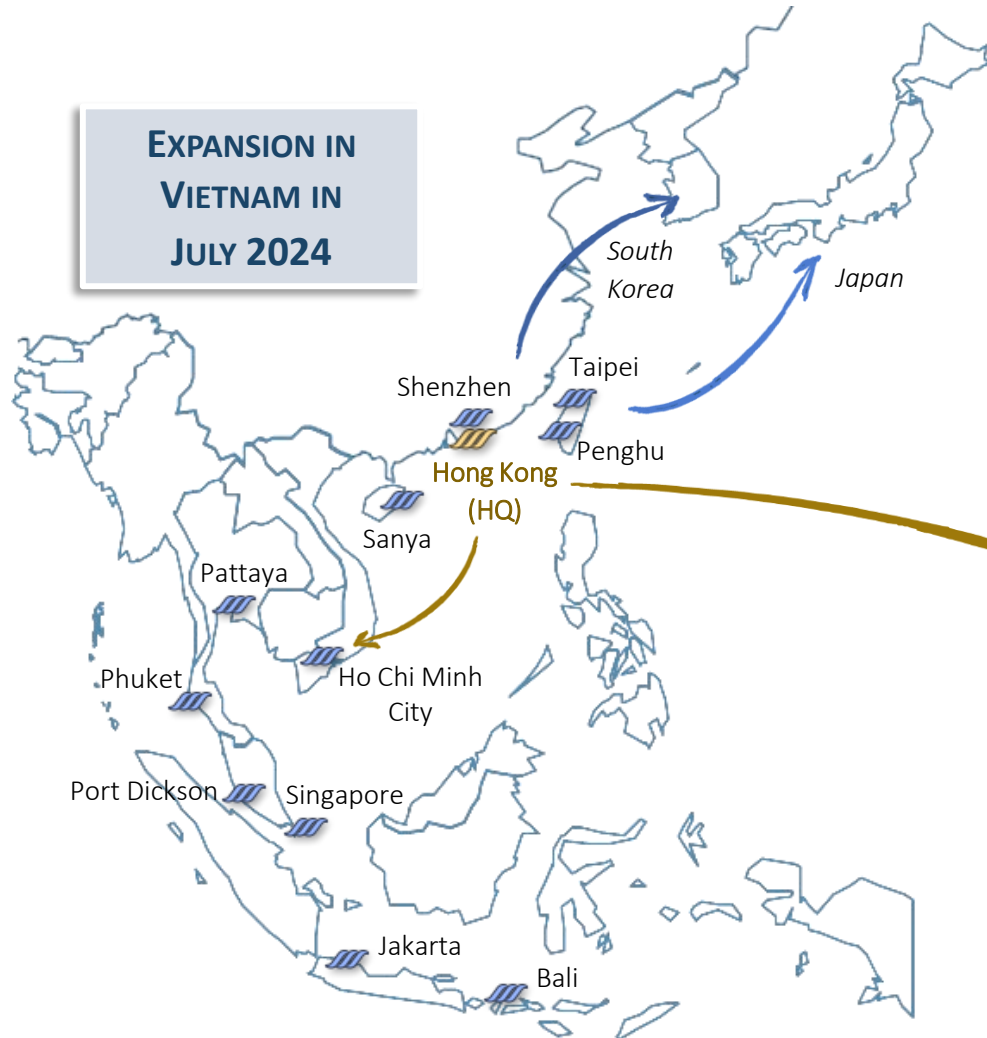 EXPANSION IN
VIETNAM IN
JULY 2024
South
Korea
Japan
Taipei
Shenzhen
Penghu
Hong Kong
(HQ)
Sanya
Pattaya
Ho Chi Minh
City
Phuket
Port Dickson
Singapore
Jakarta
Bali